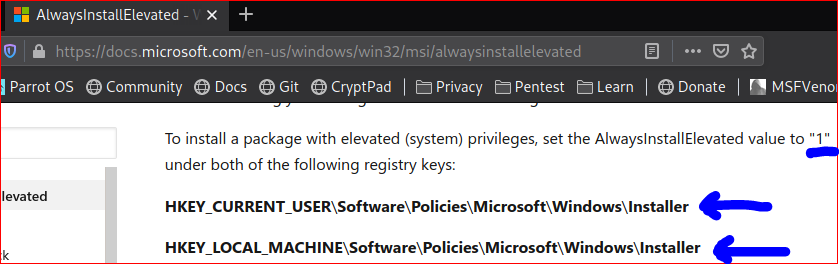 AlwaysInstallElevated - W
https://docs.microsoft.com/en-us/windows/win32/msi/alwaysinstallelevated
Parrot OS Community Docs Git CryptPad Privacy Pentest Learn Donate MSFVenom
To install a package with elevated (system) privileges, set the AlwaysInstallElevated value to "1"
under both of the following registry keys:
levated
HKEY_CURRENT_USER\Software\Policies\Microsoft\Windows\Installer
HKEY_LOCAL_MACHINE\Software\Policies\Microsoft\Windows\Installer
k